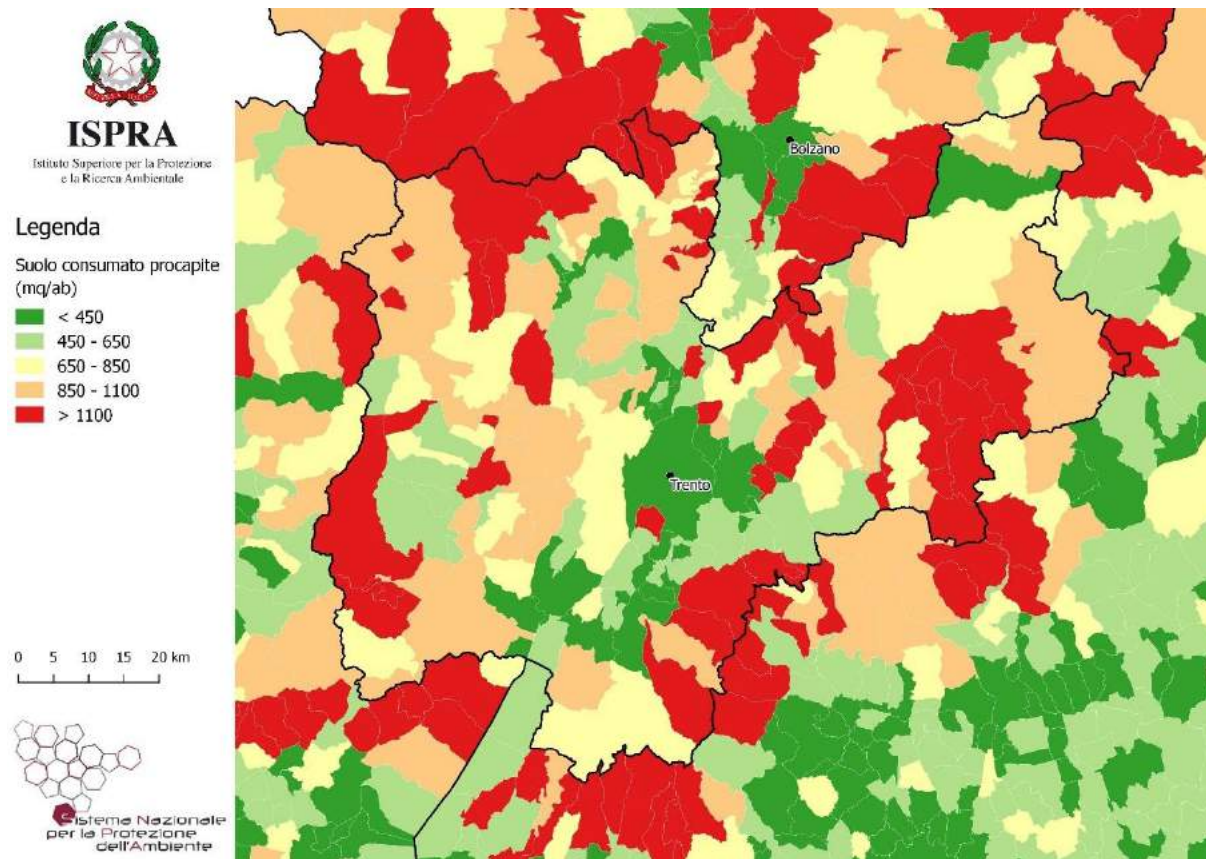 ISPRA
Istituto Superiore per la Protezione
e la Ricerca Ambientale
Legenda
Suolo consumato procapite
(mq/ab)
< 450
450 - 650
650 - 850
850 - 1100
> 1100
0 5 10 15 20 km
Sistema Nazionale
per la Protezione
dell'Ambiente
Bolzano
Trento